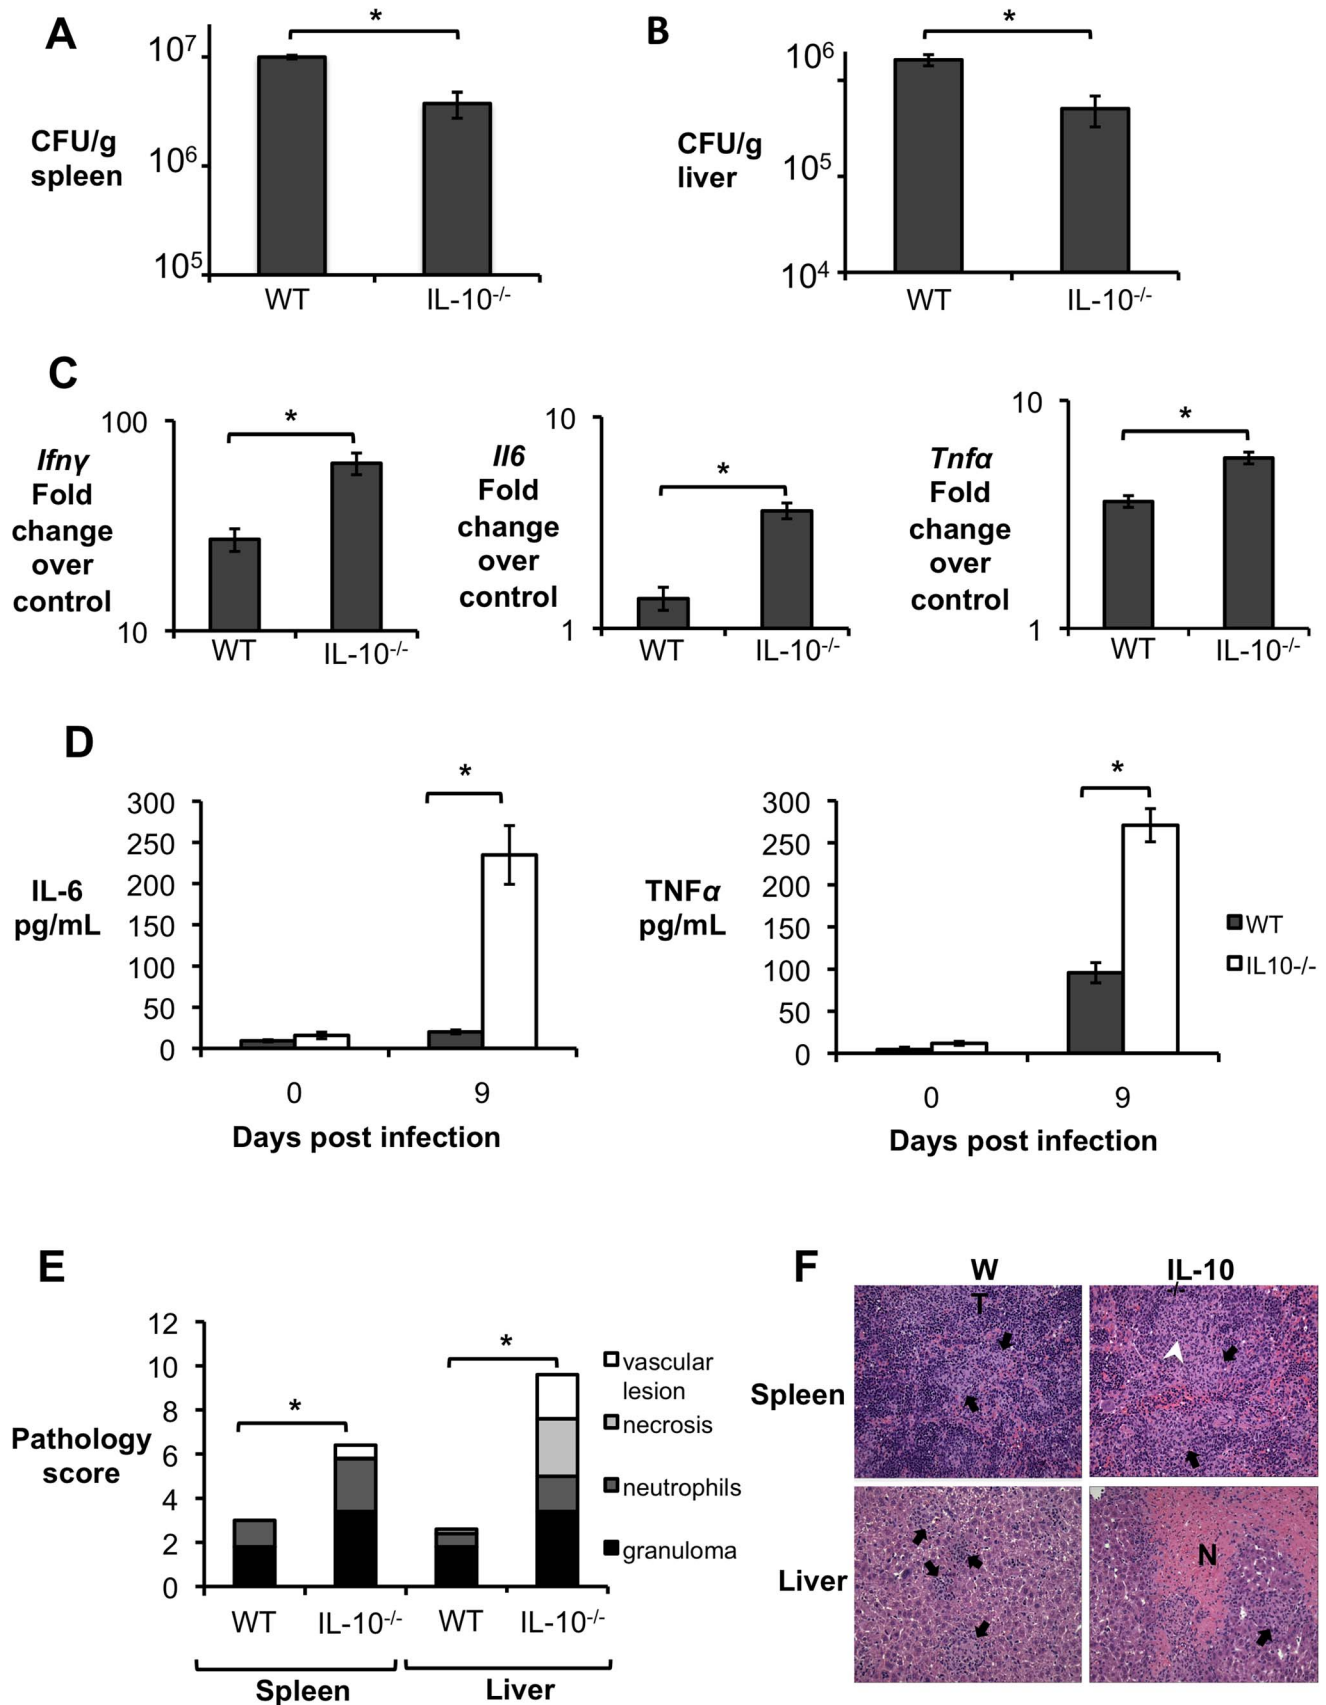 A
10⁷
10⁶
10⁵
CFU/g
spleen
*
WT
IL-10⁻/⁻
B
10⁶
10⁵
10⁴
CFU/g
liver
*
WT
IL-10⁻/⁻
C
Ifnγ
Fold
change
over
control
100
10
*
WT
IL-10⁻/⁻
Il6
Fold
change
over
control
10
1
*
WT
IL-10⁻/⁻
Tnfα
Fold
change
over
control
10
1
*
WT
IL-10⁻/⁻
D
IL-6
pg/mL
300
250
200
150
100
50
0
*
0
9
Days post infection
TNFα
pg/mL
300
250
200
150
100
50
0
*
0
9
Days post infection
WT
IL10-/-
E
Pathology
score
12
10
8
6
4
2
0
*
*
vascular
lesion
necrosis
neutrophils
granuloma
WT
IL-10⁻/⁻
WT
IL-10⁻/⁻
Spleen
Liver
F
W
T
IL-10
-/-
Spleen
Liver
N